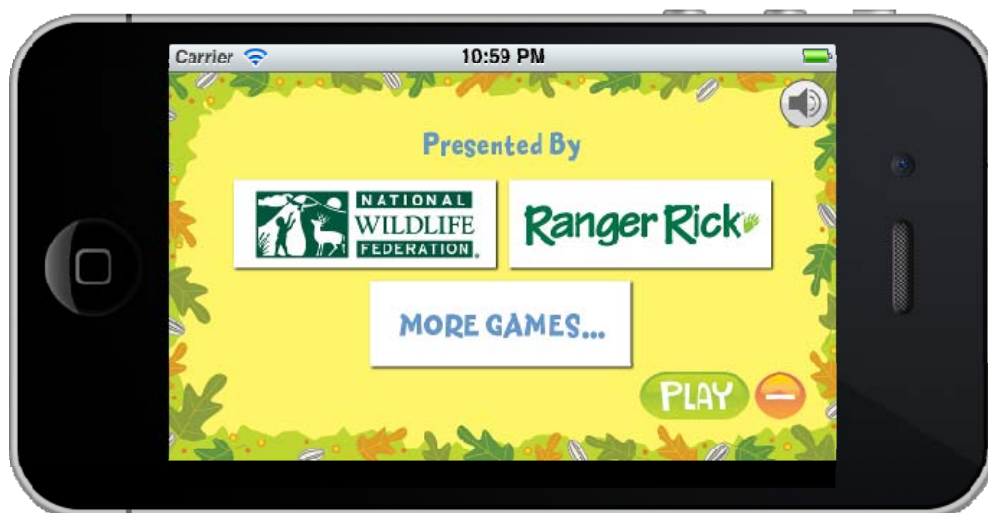 Carrier 10:59 PM
Presented By
NATIONAL
WILDLIFE
FEDERATION®
Ranger Rick
MORE GAMES...
PLAY